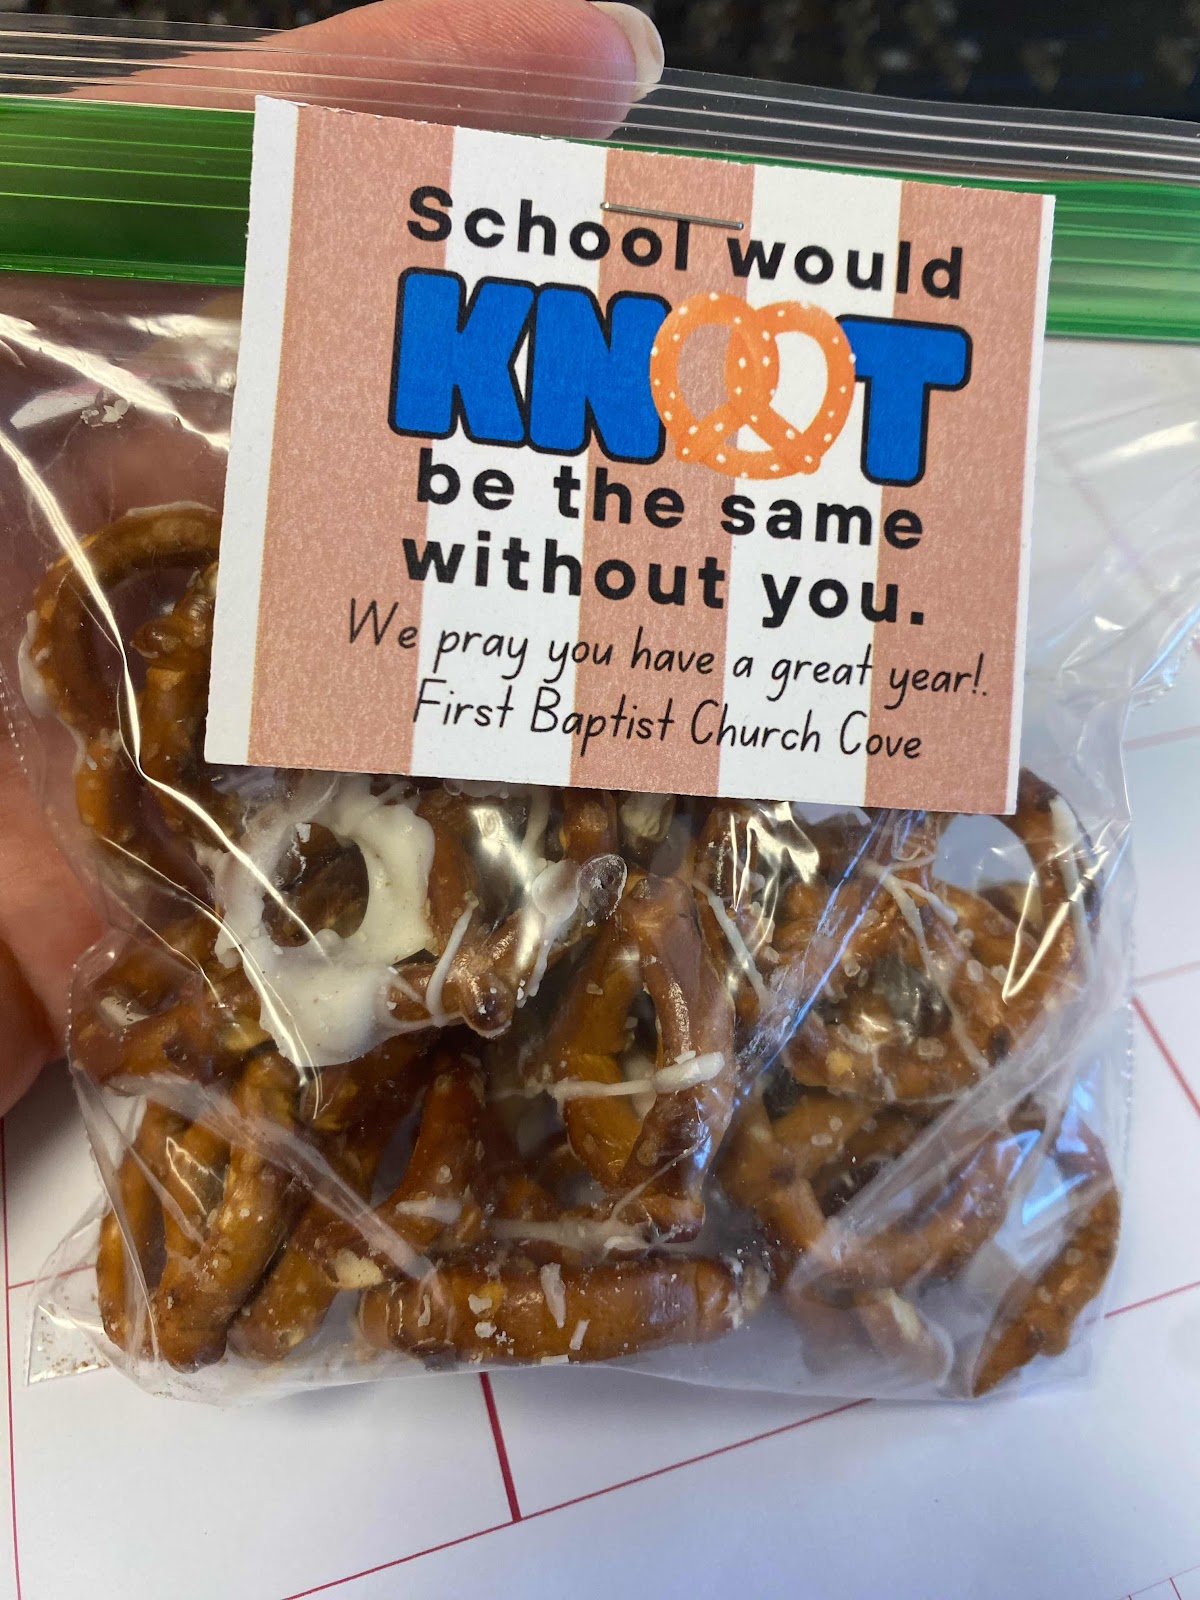 School would
KNOT
be the same
without you.
We pray you have a great year!.
First Baptist Church Cove